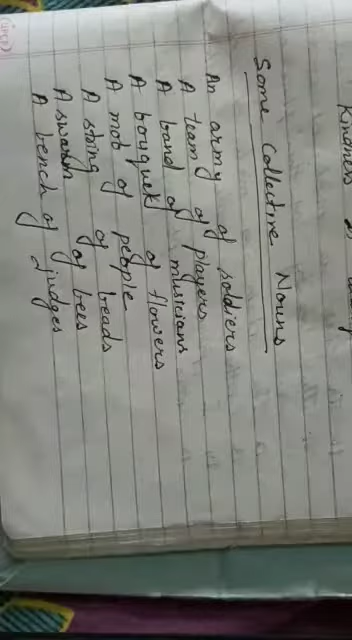 Kindness
Some Collective Nouns
An army of soldiers
A team of players
A band of musicians
A bouquet of flowers
A mob of people
A string of beads
A swarm of bees
A bench of judges